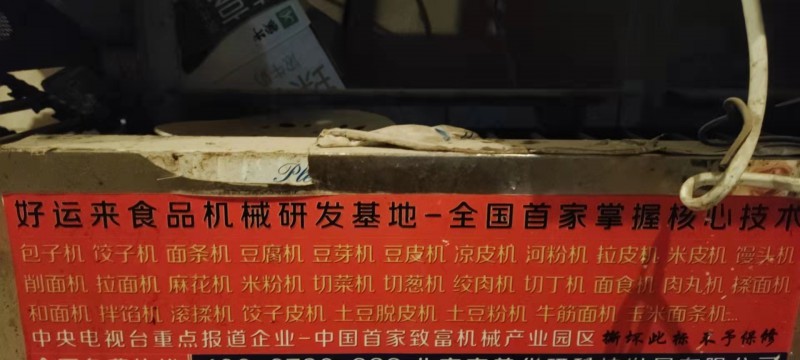 蒙牛
Pl
好运来食品机械研发基地-全国首家掌握核心技术
包子机 饺子机 面条机 豆腐机 豆芽机 豆皮机 凉皮机 河粉机 拉皮机 米皮机 馒头机
削面机 拉面机 麻花机 米粉机 切菜机 切葱机 绞肉机 切丁机 面食机 肉丸机 揉面机
和面机 拌馅机 滚揉机 饺子皮机 土豆脱皮机 土豆粉机 牛筋面机 玉米面条机...
中央电视台重点报道企业-中国首家致富机械产业园区 撕坏此标 不予保修